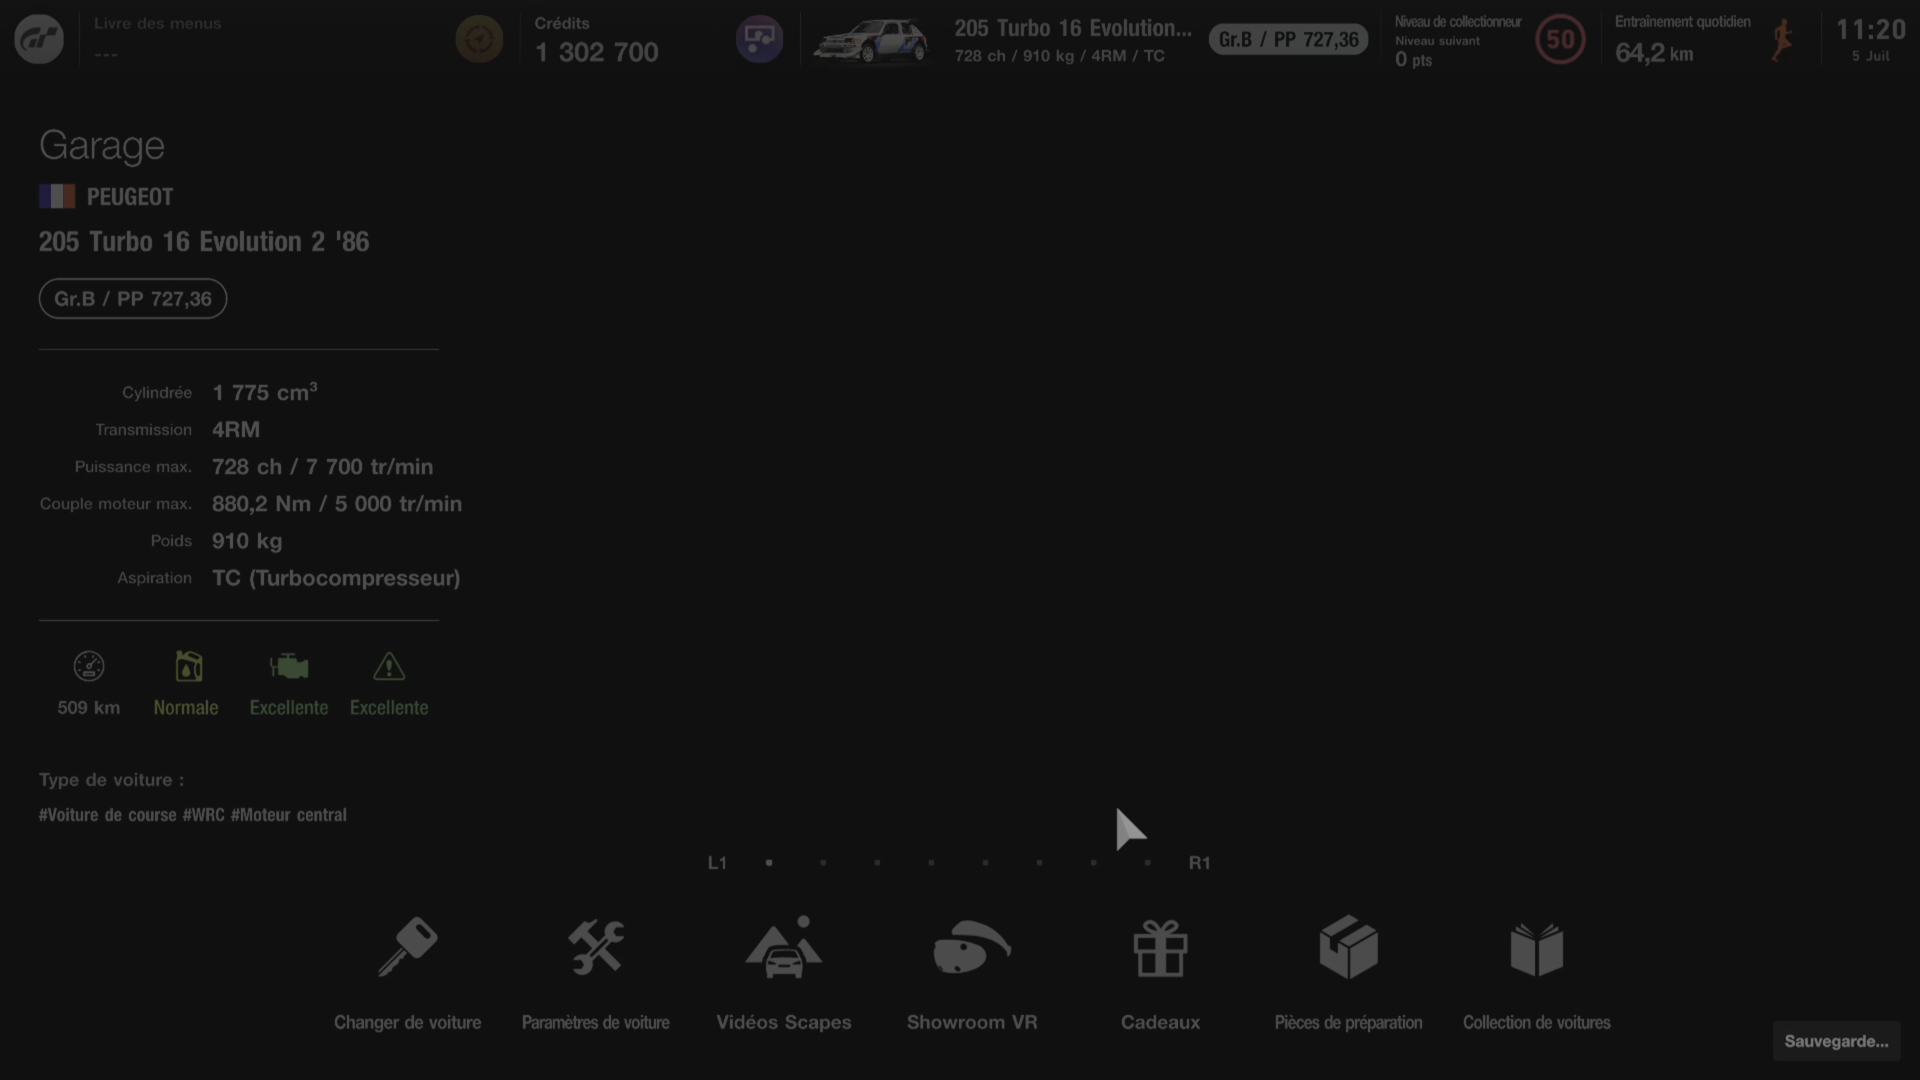 Livre des menus
---
Crédits
1 302 700
205 Turbo 16 Evolution...
728 ch / 910 kg / 4RM / TC
Gr.B / PP 727,36
Niveau de collectionneur
Niveau suivant
0 pts
50
Entraînement quotidien
64,2 km
11:20
5 Juil
Garage
PEUGEOT
205 Turbo 16 Evolution 2 '86
Gr.B / PP 727,36
Cylindrée 1 775 cm³
Transmission 4RM
Puissance max. 728 ch / 7 700 tr/min
Couple moteur max. 880,2 Nm / 5 000 tr/min
Poids 910 kg
Aspiration TC (Turbocompresseur)
509 km Normale Excellente Excellente
Type de voiture :
#Voiture de course #WRC #Moteur central
L1 R1
Changer de voiture Paramètres de voiture Vidéos Scapes Showroom VR Cadeaux Pièces de préparation Collection de voitures
Sauvegarde...